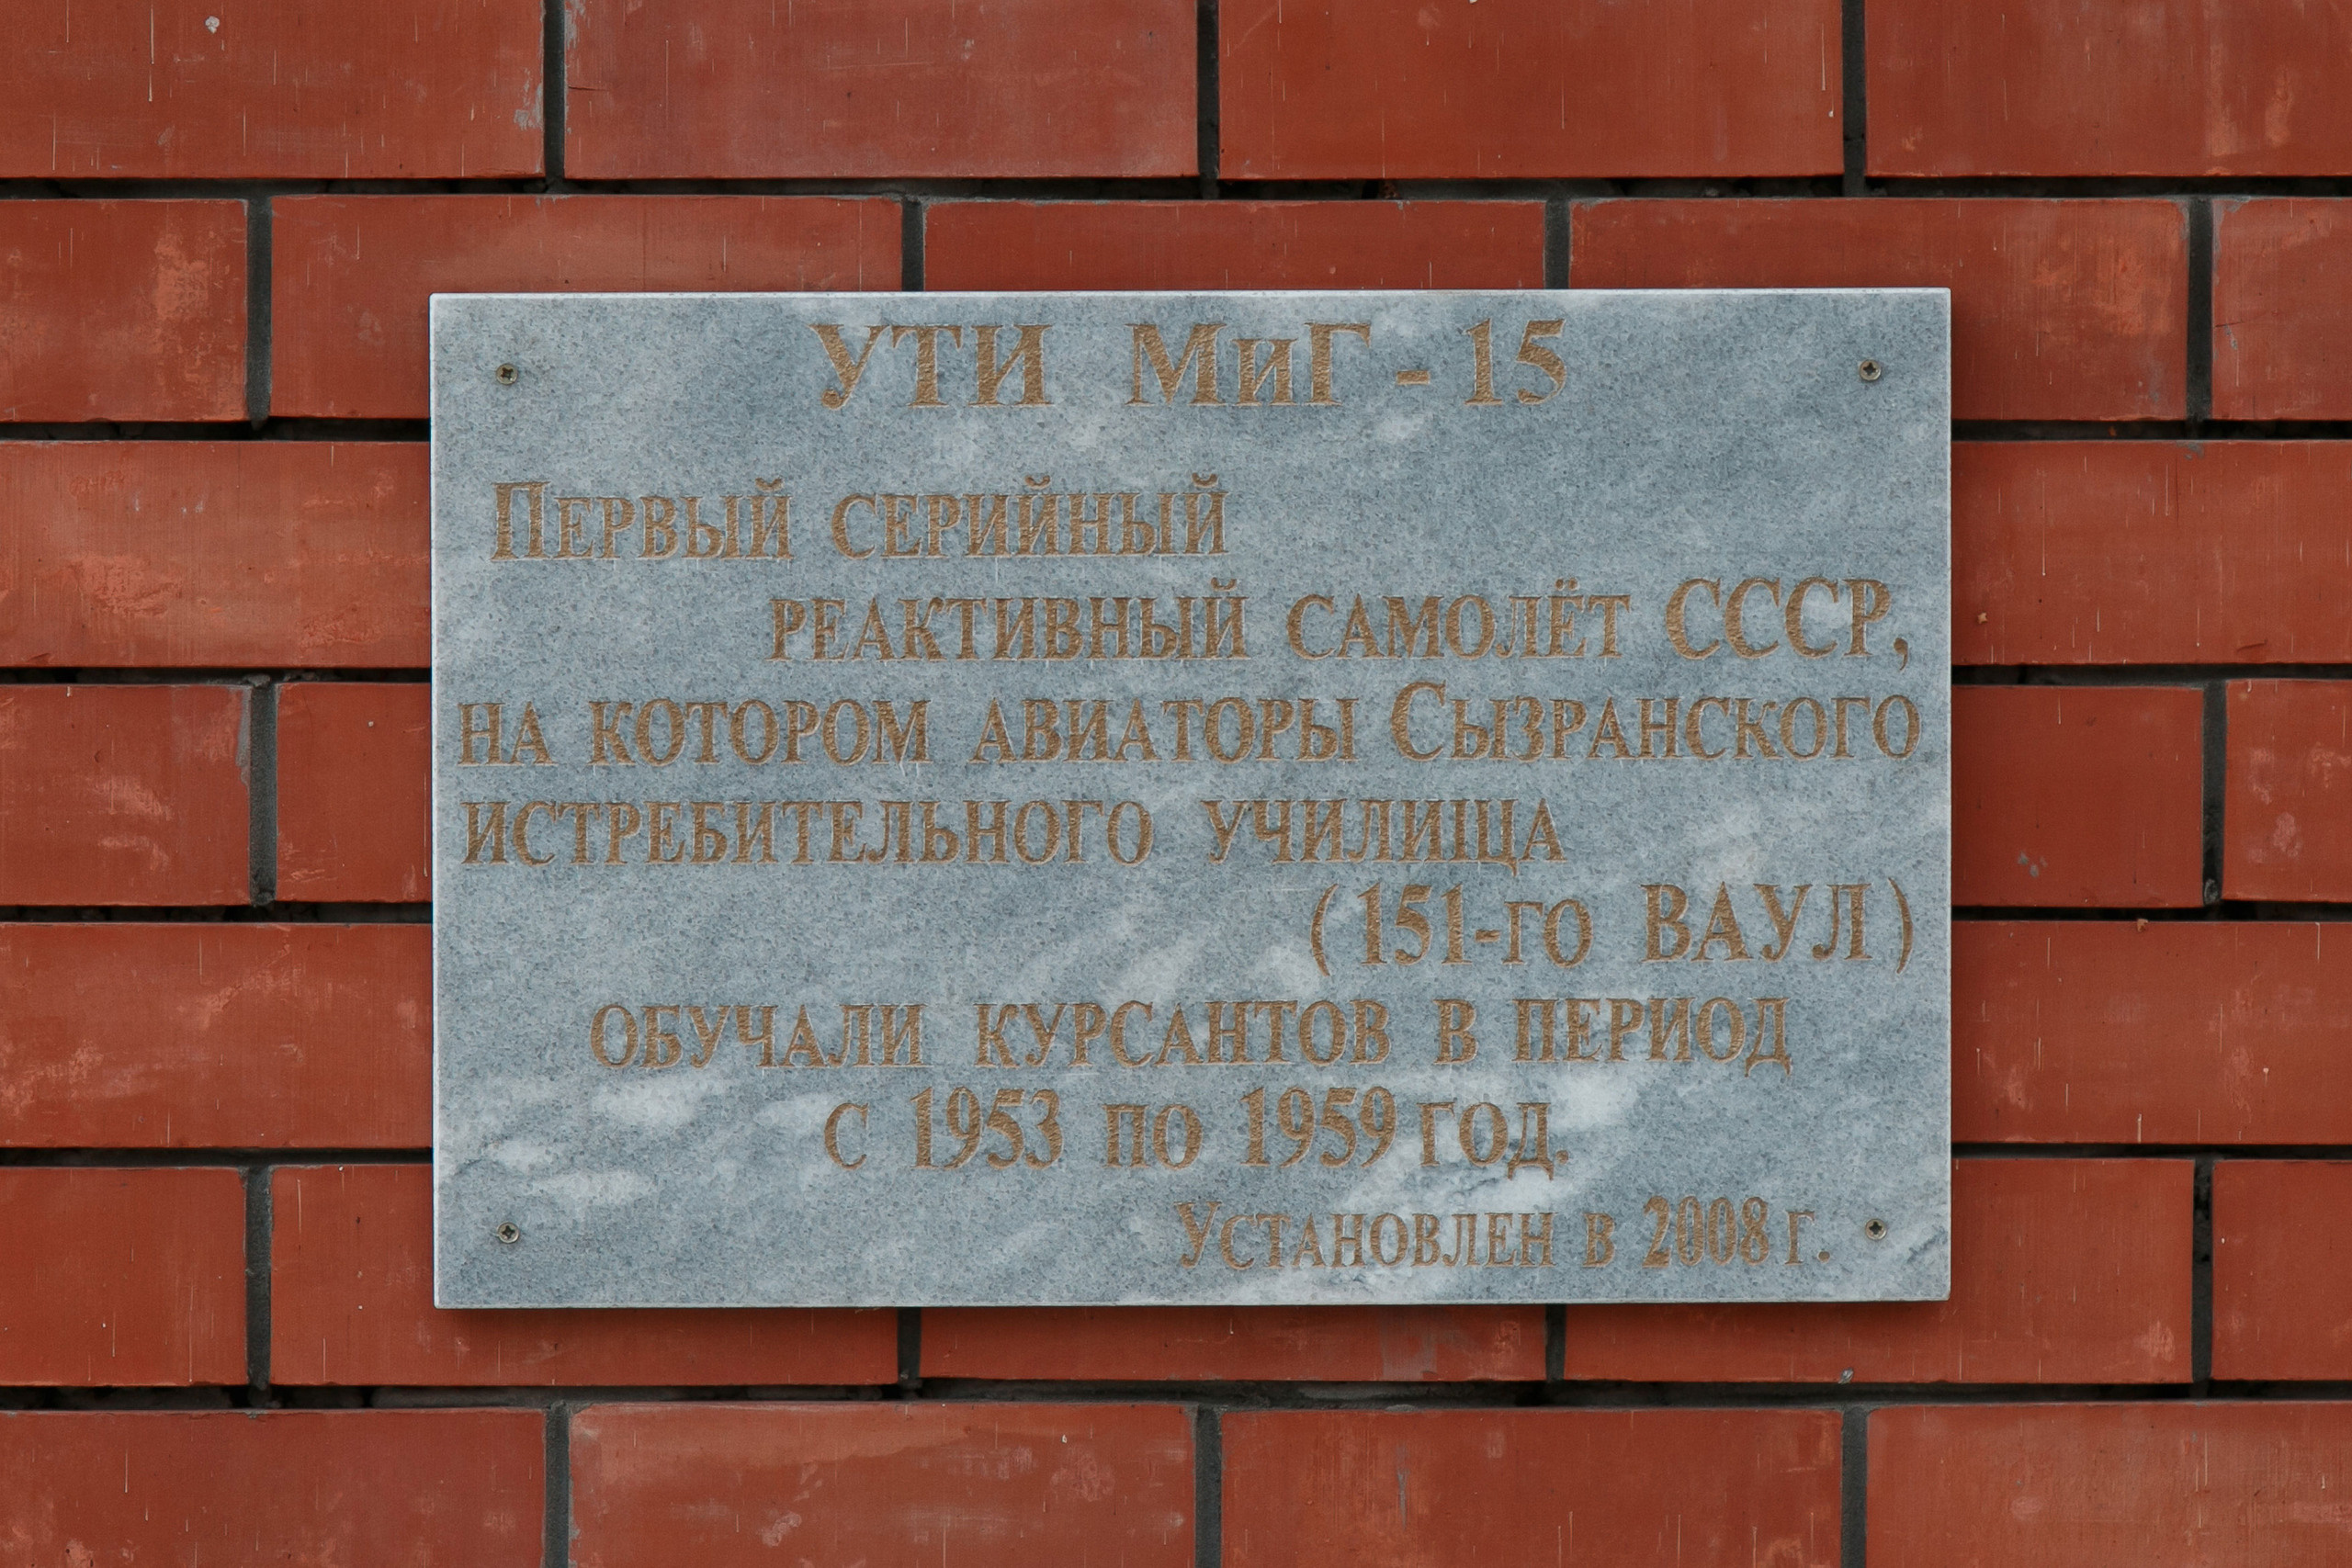 УТИ МиГ - 15
Первый серийный
реактивный самолёт СССР,
на котором авиаторы Сызранского
истребительного училища
(151-го ВАУЛ)
обучали курсантов в период
с 1953 по 1959 год.
Установлен в 2008 г.